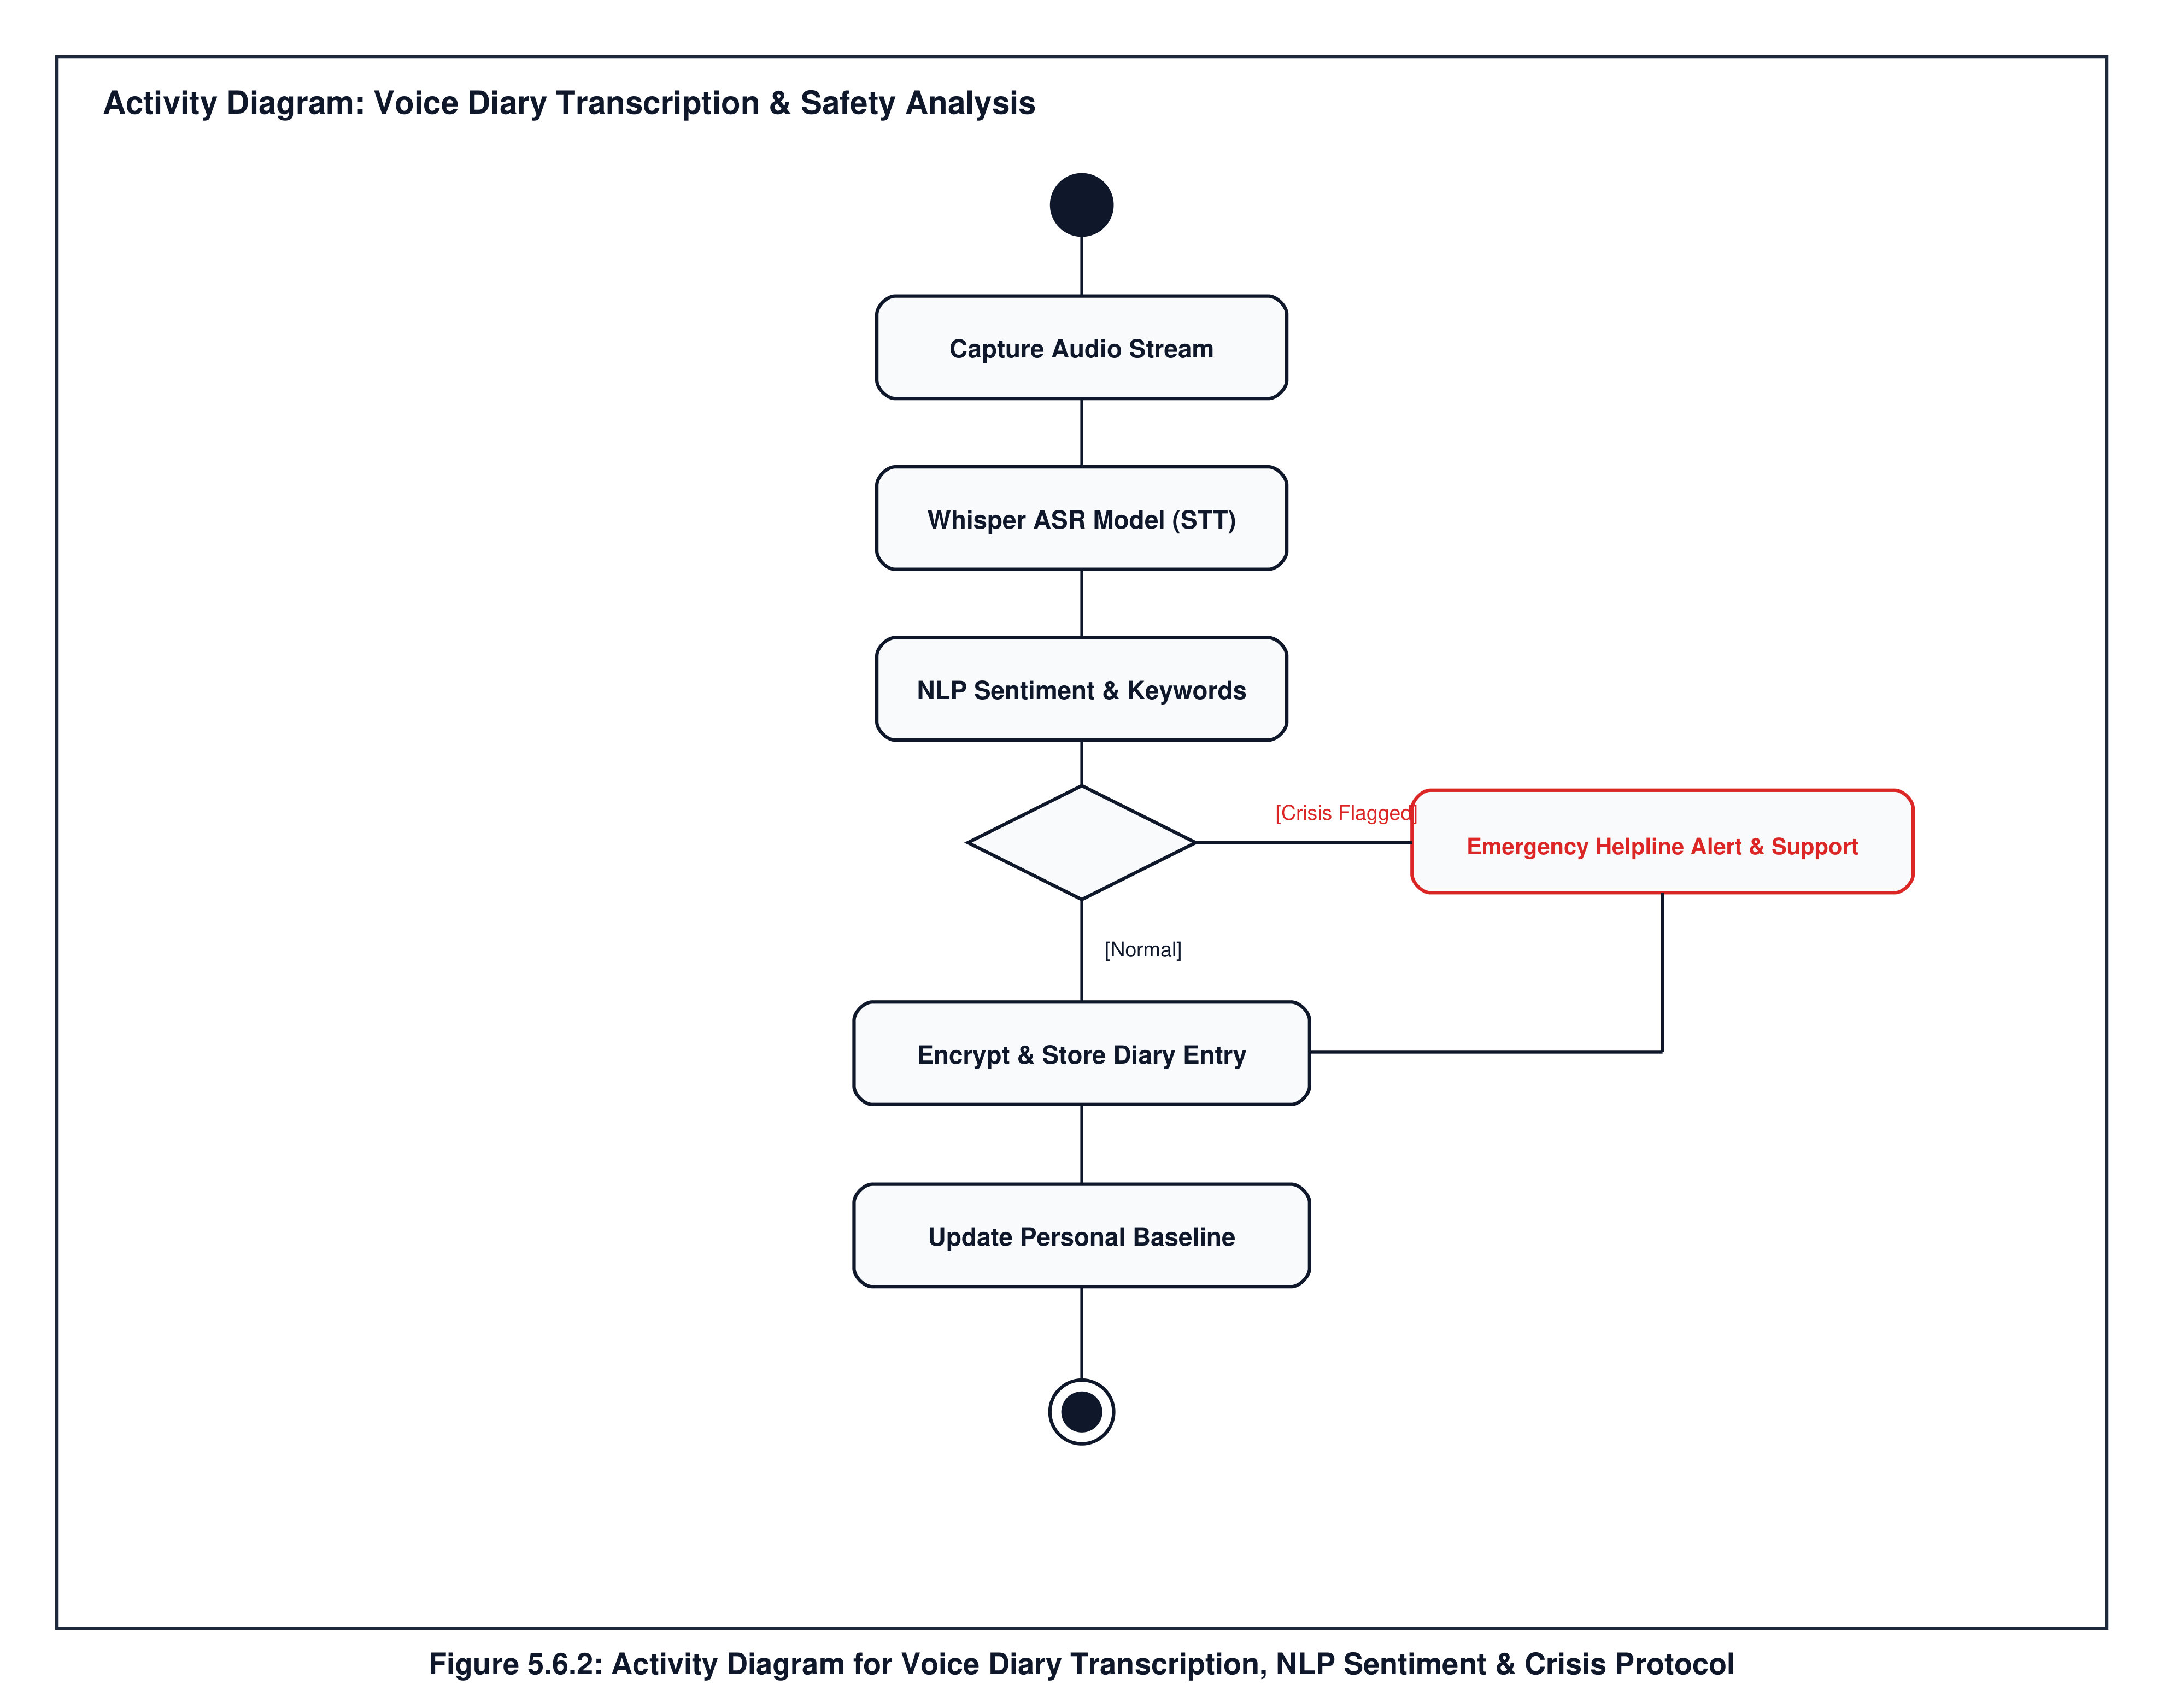 Activity Diagram: Voice Diary Transcription & Safety Analysis
Capture Audio Stream
Whisper ASR Model (STT)
NLP Sentiment & Keywords
[Crisis Flagged]
Emergency Helpline Alert & Support
[Normal]
Encrypt & Store Diary Entry
Update Personal Baseline
Figure 5.6.2: Activity Diagram for Voice Diary Transcription, NLP Sentiment & Crisis Protocol